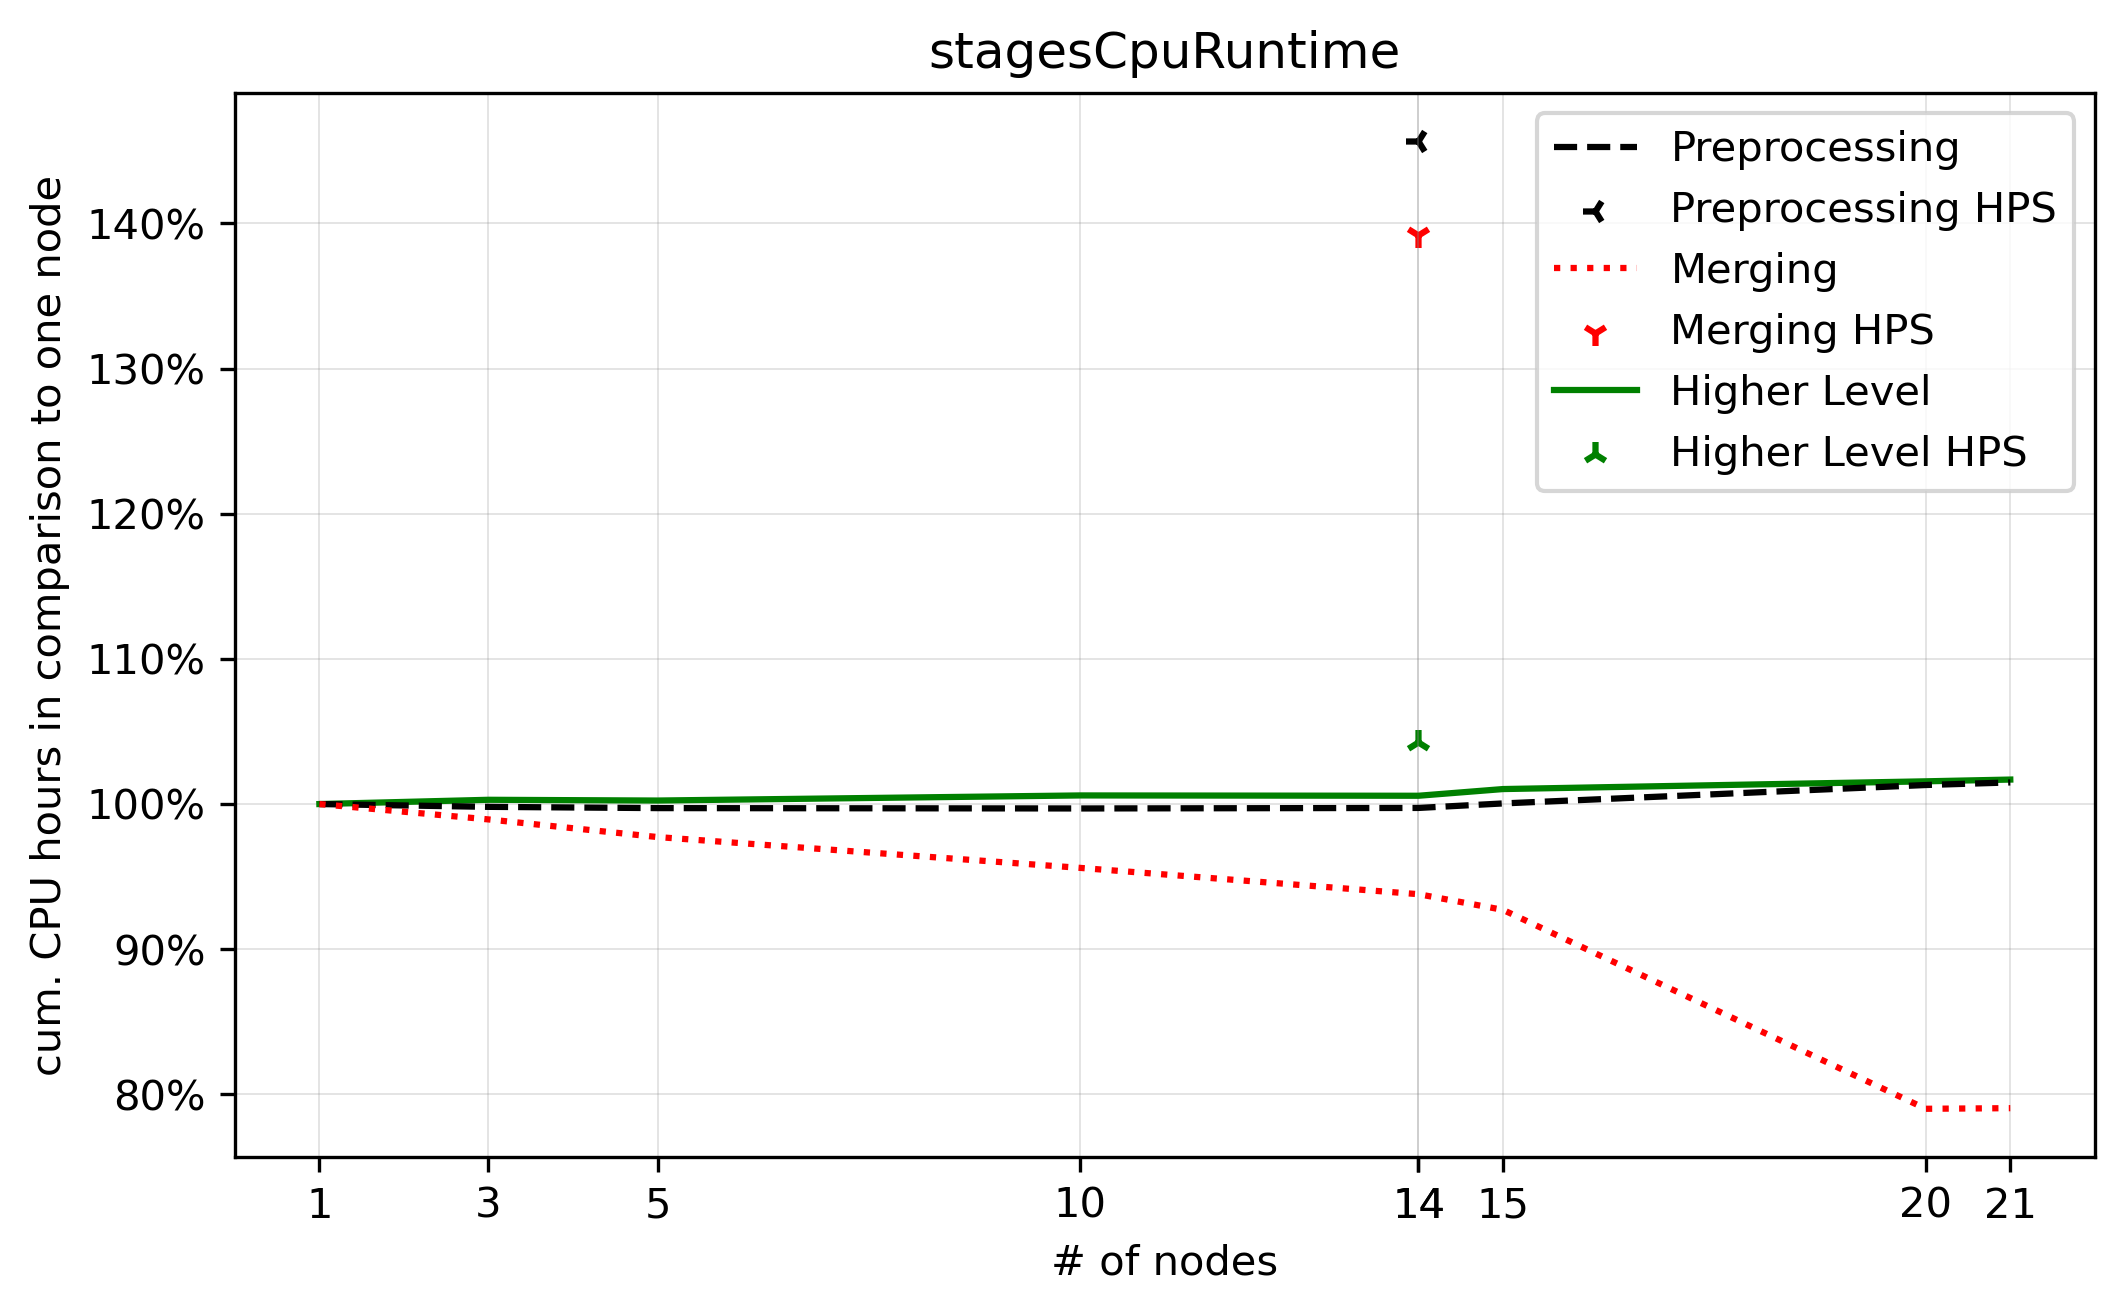 stagesCpuRuntime
cum. CPU hours in comparison to one node
140%
130%
120%
110%
100%
90%
80%
Preprocessing
Preprocessing HPS
Merging
Merging HPS
Higher Level
Higher Level HPS
1 3 5 10 14 15 20 21
# of nodes